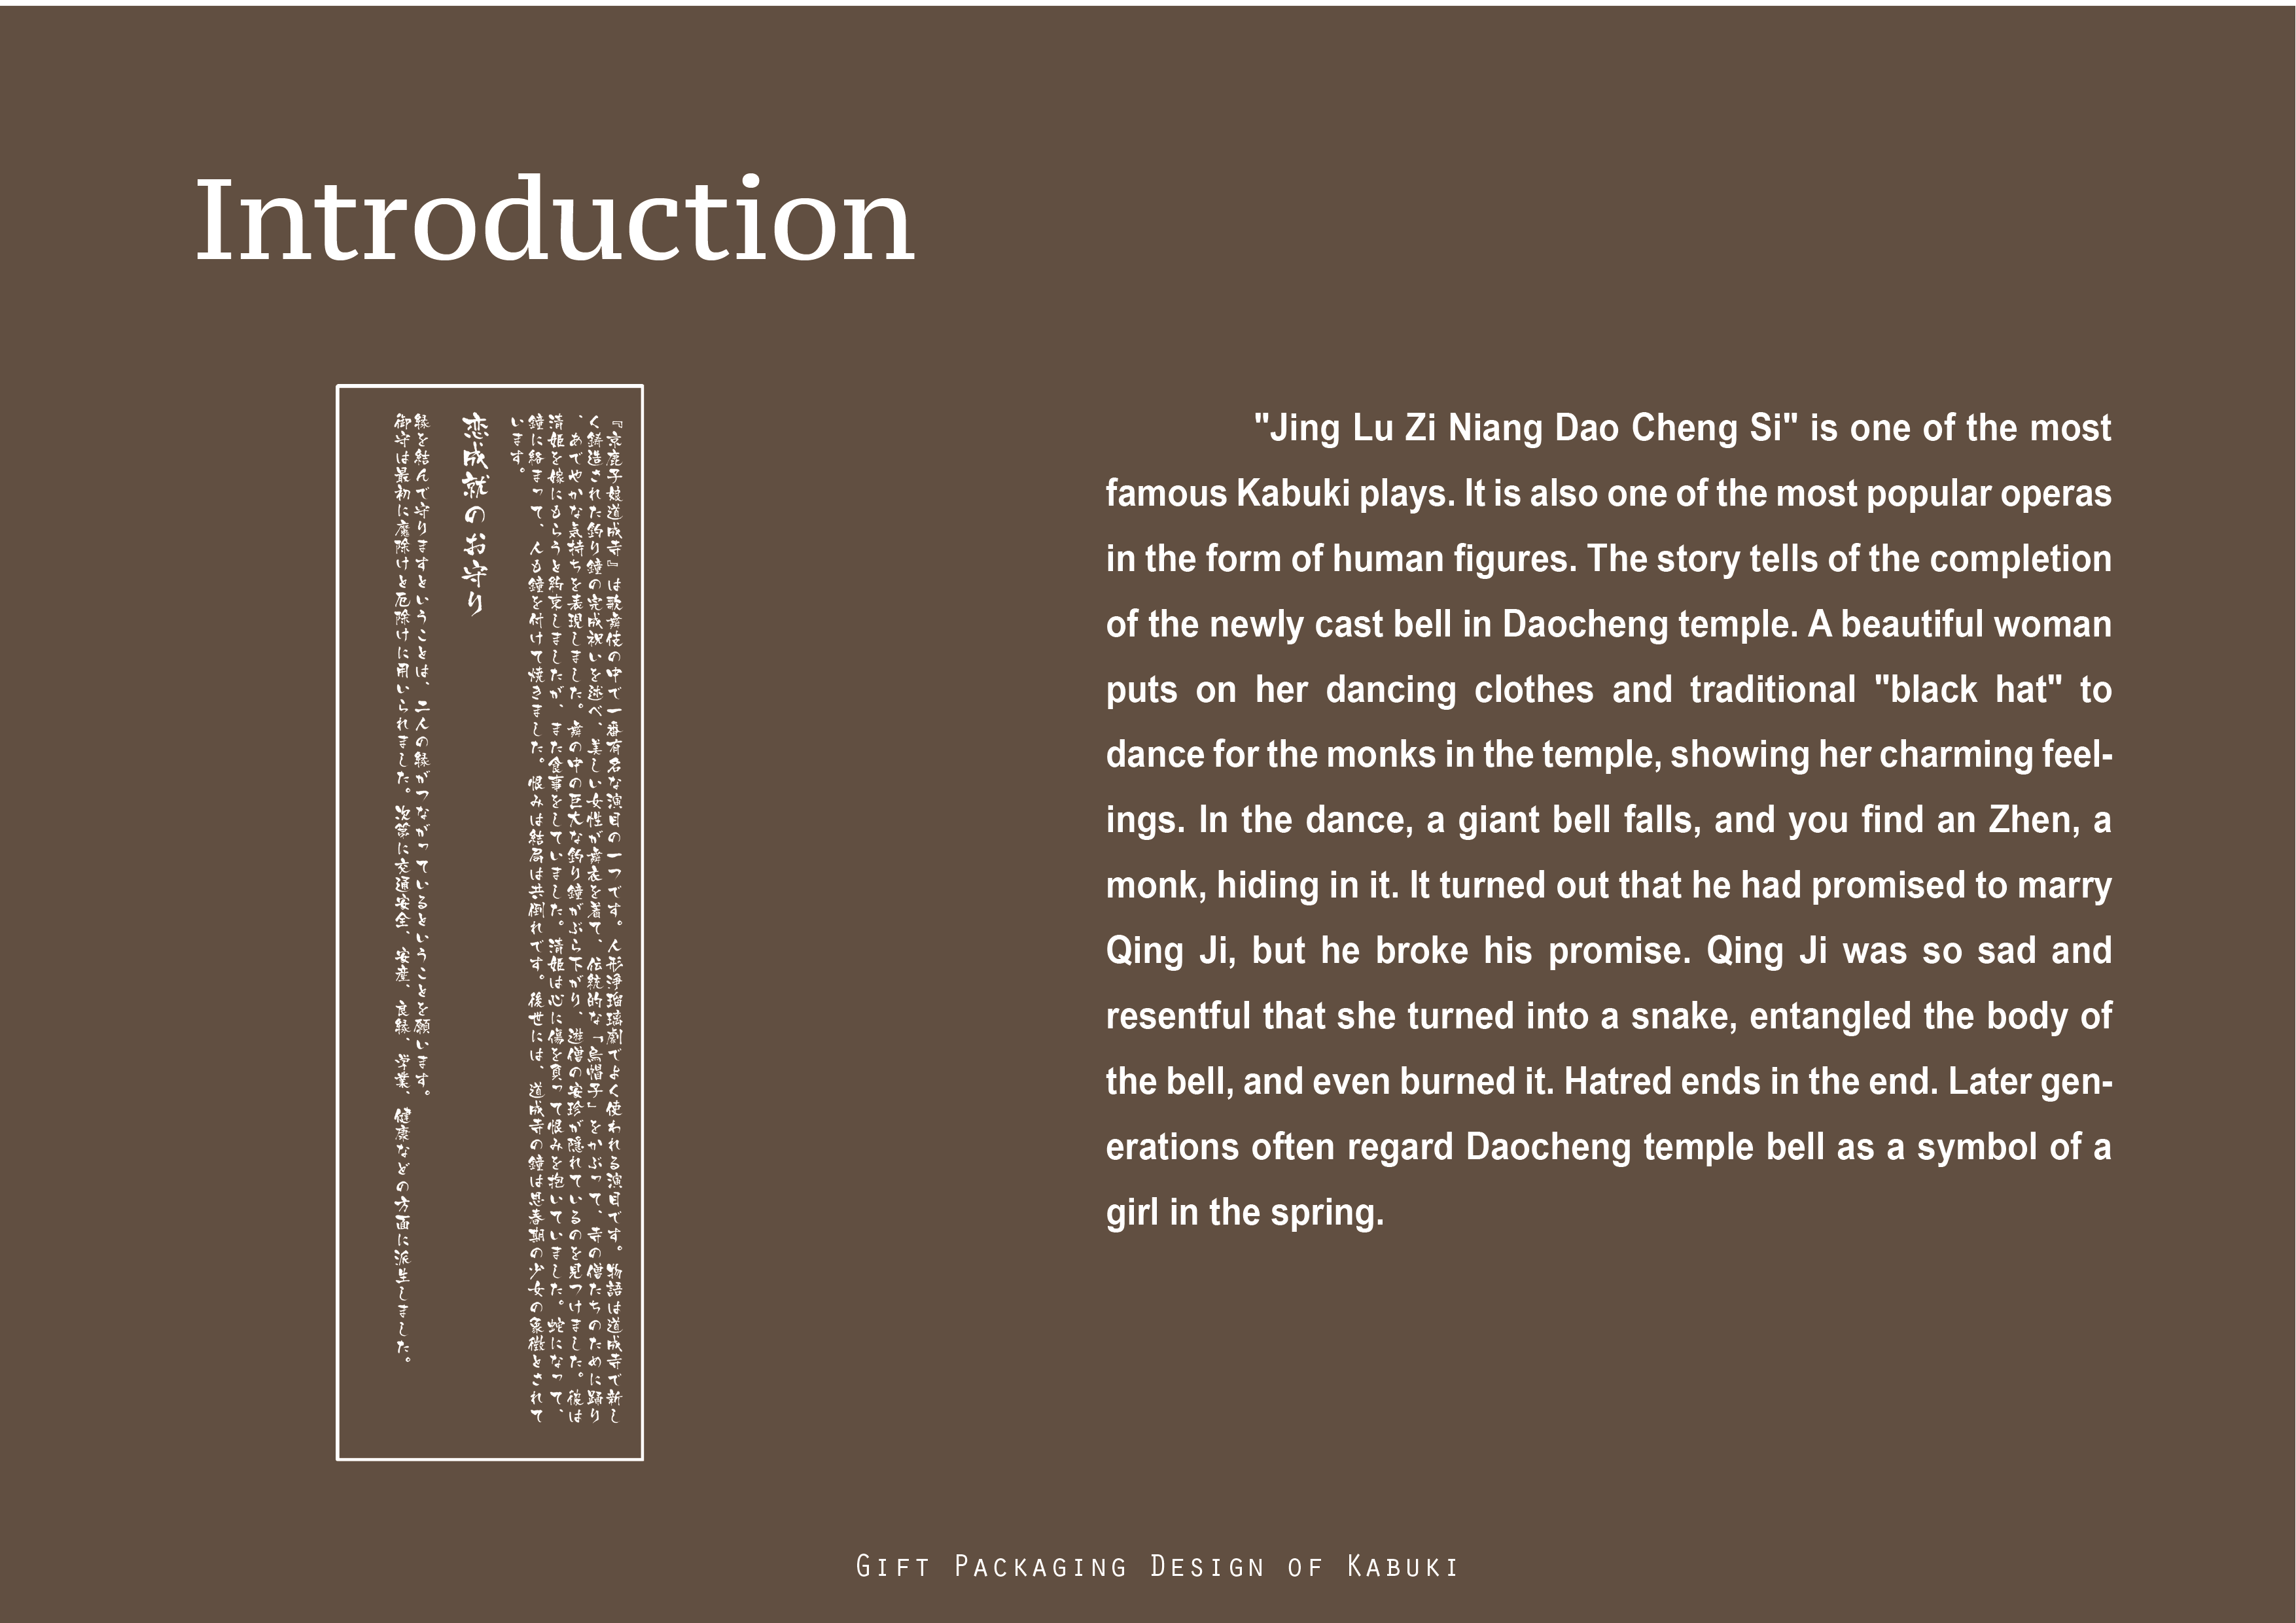 Introduction
『京鹿子娘道成寺』は歌舞伎の中で一番有名な演目の一つです。人形浄瑠璃劇でよく使われる演目です。物語は道成寺で新し
く鋳造された釣り鐘の完成祝いを述べ、美しい女性が舞衣を着て、伝統的な「烏帽子」をかぶって、寺の僧たちのために踊り
、あでやかな気持ちを表現しました。舞の中の巨大な釣り鐘がぶら下がり、遊僧の安珍が隠れているのを見つけました。彼は
清姫を嫁にもらうと約束しましたが、また食事をしていました。清姫は心に傷を負って恨みを抱いていました。蛇になって、
鐘に絡まって、人も鐘を付けて焼きました。恨みは結局は共倒れです。後世には、道成寺の鐘は思春期の少女の象徴とされて
います。
恋成就のお守り
縁を結んで守りますということは、二人の縁がつながっているということを願います。
御守は最初に魔除けと厄除けに用いられました。次第に交通安全、安産、良縁、学業、健康などの方面に派生しました。
"Jing Lu Zi Niang Dao Cheng Si" is one of the most
famous Kabuki plays. It is also one of the most popular operas
in the form of human figures. The story tells of the completion
of the newly cast bell in Daocheng temple. A beautiful woman
puts on her dancing clothes and traditional "black hat" to
dance for the monks in the temple, showing her charming feel-
ings. In the dance, a giant bell falls, and you find an Zhen, a
monk, hiding in it. It turned out that he had promised to marry
Qing Ji, but he broke his promise. Qing Ji was so sad and
resentful that she turned into a snake, entangled the body of
the bell, and even burned it. Hatred ends in the end. Later gen-
erations often regard Daocheng temple bell as a symbol of a
girl in the spring.
Gift Packaging Design of Kabuki